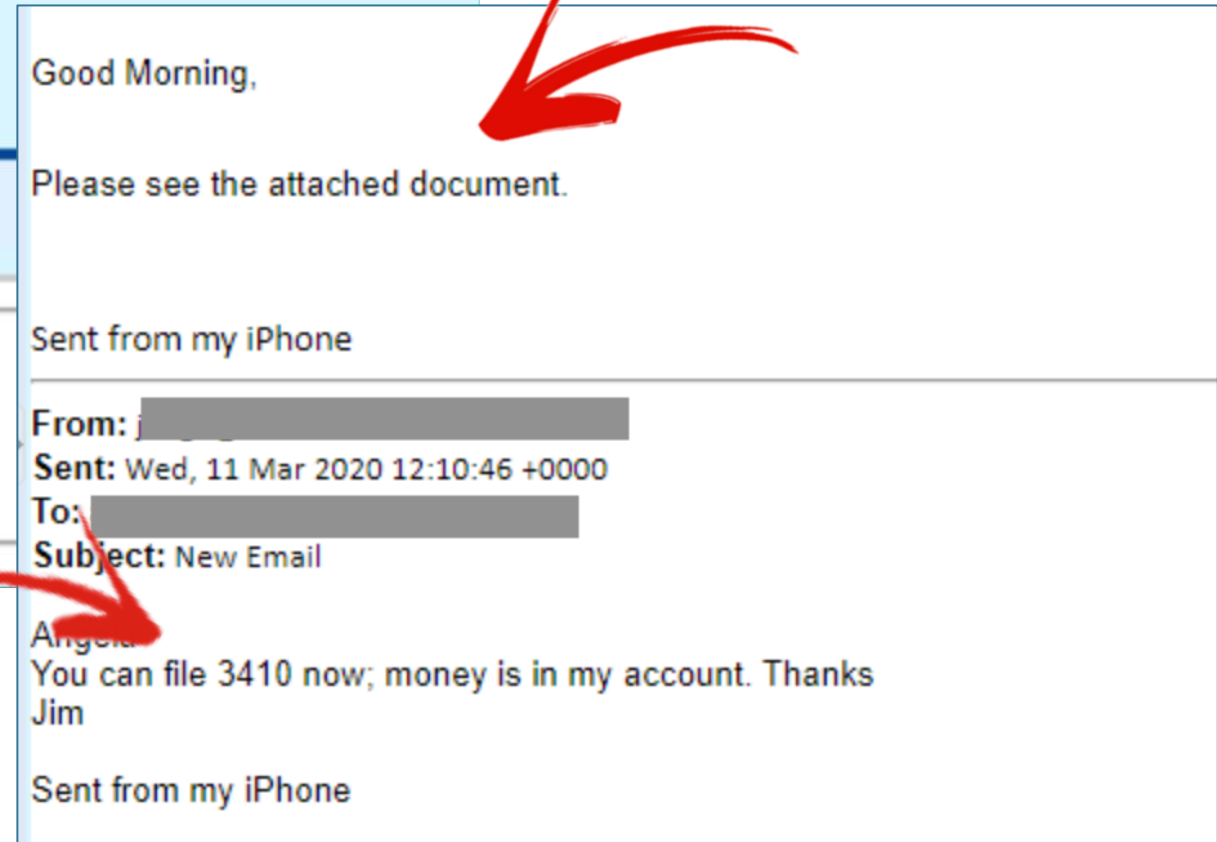 Good Morning,
Please see the attached document.
Sent from my iPhone
From:
Sent: Wed, 11 Mar 2020 12:10:46 +0000
To:
Subject: New Email
You can file 3410 now; money is in my account. Thanks
Jim
Sent from my iPhone